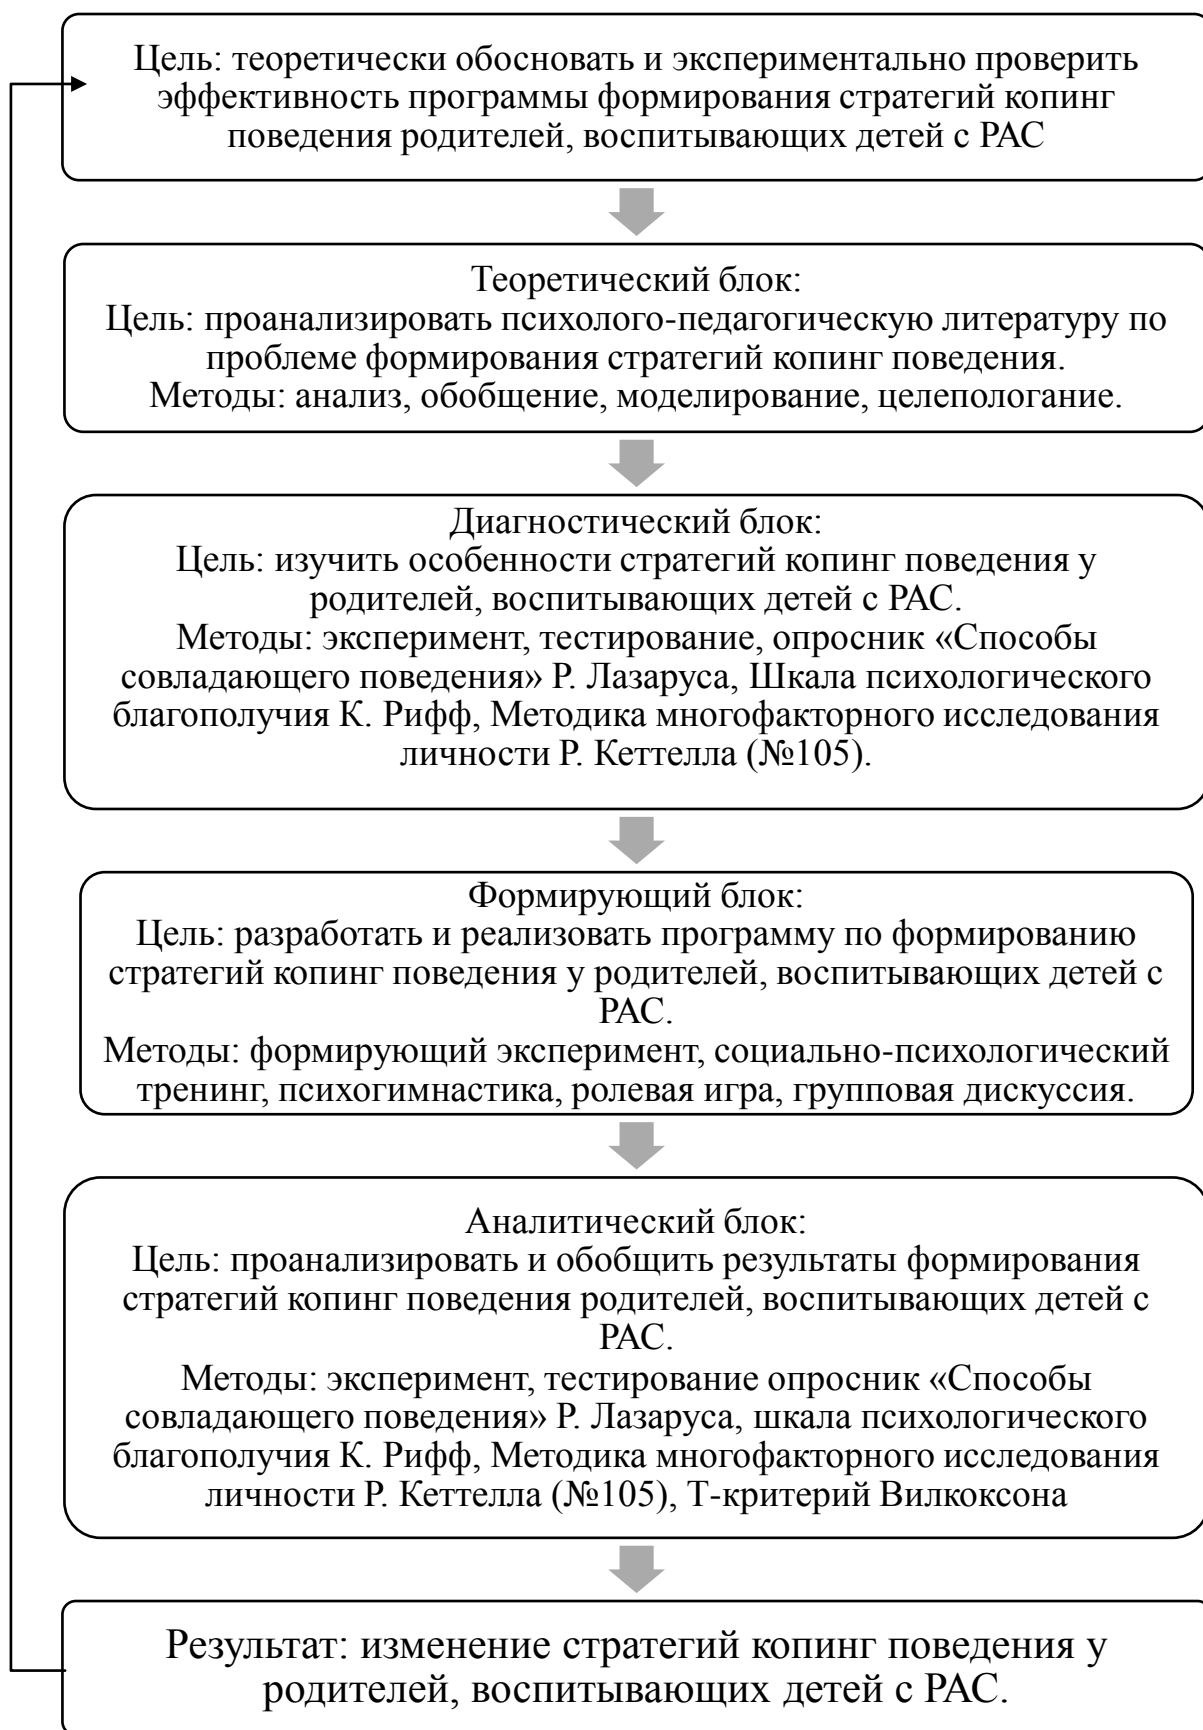 Цель: теоретически обосновать и экспериментально проверить
эффективность программы формирования стратегий копинг
поведения родителей, воспитывающих детей с РАС
Теоретический блок:
Цель: проанализировать психолого-педагогическую литературу по
проблеме формирования стратегий копинг поведения.
Методы: анализ, обобщение, моделирование, целепологание.
Диагностический блок:
Цель: изучить особенности стратегий копинг поведения у
родителей, воспитывающих детей с РАС.
Методы: эксперимент, тестирование, опросник «Способы
совладающего поведения» Р. Лазаруса, Шкала психологического
благополучия К. Рифф, Методика многофакторного исследования
личности Р. Кеттелла (№105).
Формирующий блок:
Цель: разработать и реализовать программу по формированию
стратегий копинг поведения у родителей, воспитывающих детей с
РАС.
Методы: формирующий эксперимент, социально-психологический
тренинг, психогимнастика, ролевая игра, групповая дискуссия.
Аналитический блок:
Цель: проанализировать и обобщить результаты формирования
стратегий копинг поведения родителей, воспитывающих детей с
РАС.
Методы: эксперимент, тестирование опросник «Способы
совладающего поведения» Р. Лазаруса, шкала психологического
благополучия К. Рифф, Методика многофакторного исследования
личности Р. Кеттелла (№105), Т-критерий Вилкоксона
Результат: изменение стратегий копинг поведения у
родителей, воспитывающих детей с РАС.